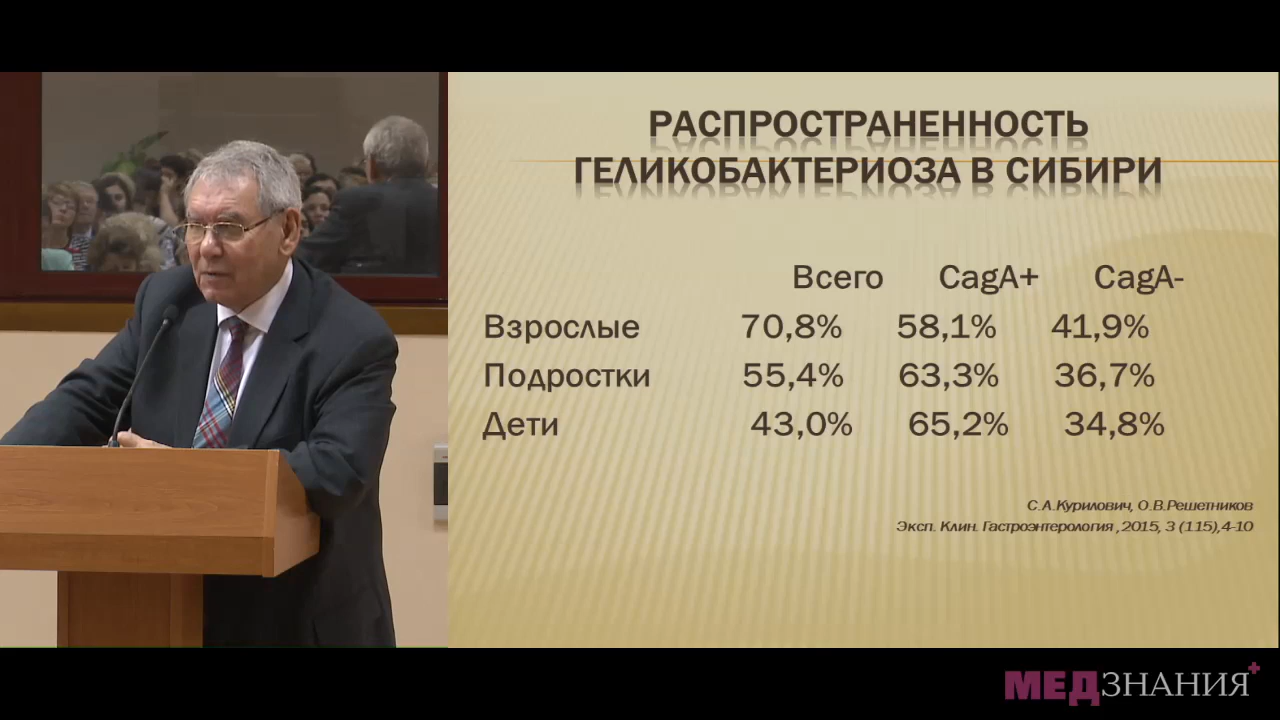 РАСПРОСТРАНЕННОСТЬ
ГЕЛИКОБАКТЕРИОЗА В СИБИРИ
Всего CagA+ CagA-
Взрослые 70,8% 58,1% 41,9%
Подростки 55,4% 63,3% 36,7%
Дети 43,0% 65,2% 34,8%
С.А.Курилович, О.В.Решетников
Эксп. Клин. Гастроэнтерология ,2015, 3 (115),4-10
МЕДЗНАНИЯ+